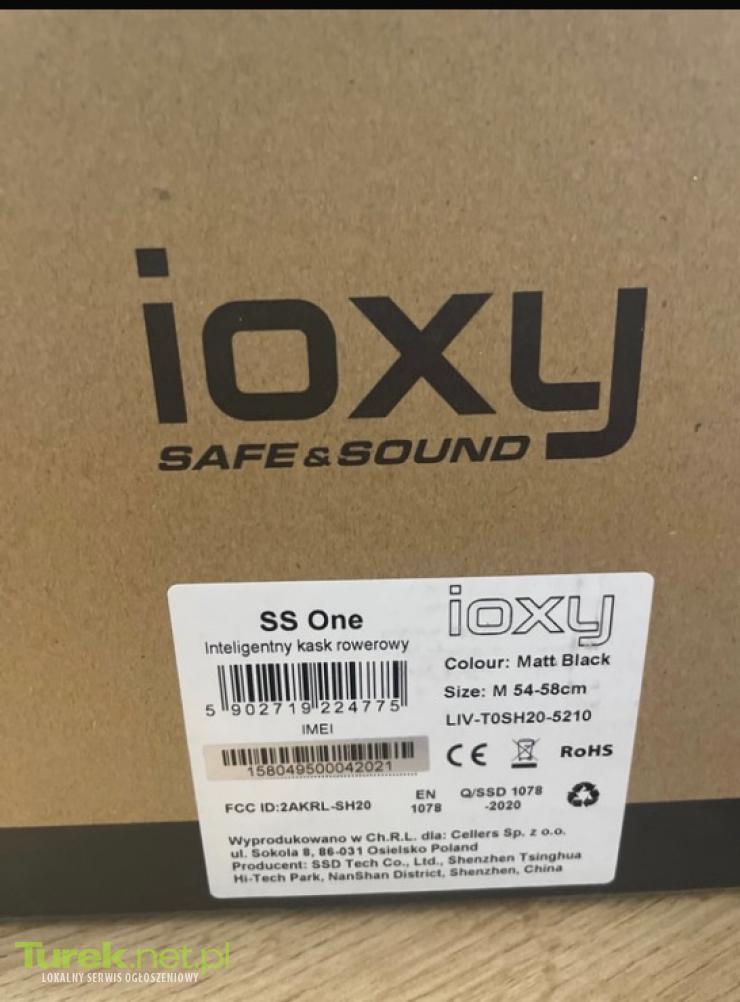 ioxy
SAFE & SOUND
SS One
Inteligentny kask rowerowy
5 902719 224775
IMEI
158049500042021
FCC ID:2AKRL-SH20
ioxy
Colour: Matt Black
Size: M 54-58cm
LIV-T0SH20-5210
CE RoHS
EN
1078
Q/SSD 1078
-2020
Wyprodukowano w Ch.R.L. dla: Cellers Sp. z o.o.
ul. Sokola 8, 86-031 Osielsko Poland
Producent: SSD Tech Co., Ltd., Shenzhen Tsinghua
Hi-Tech Park, NanShan District, Shenzhen, China
Turek.net.pl
LOKALNY SERWIS OGŁOSZENIOWY